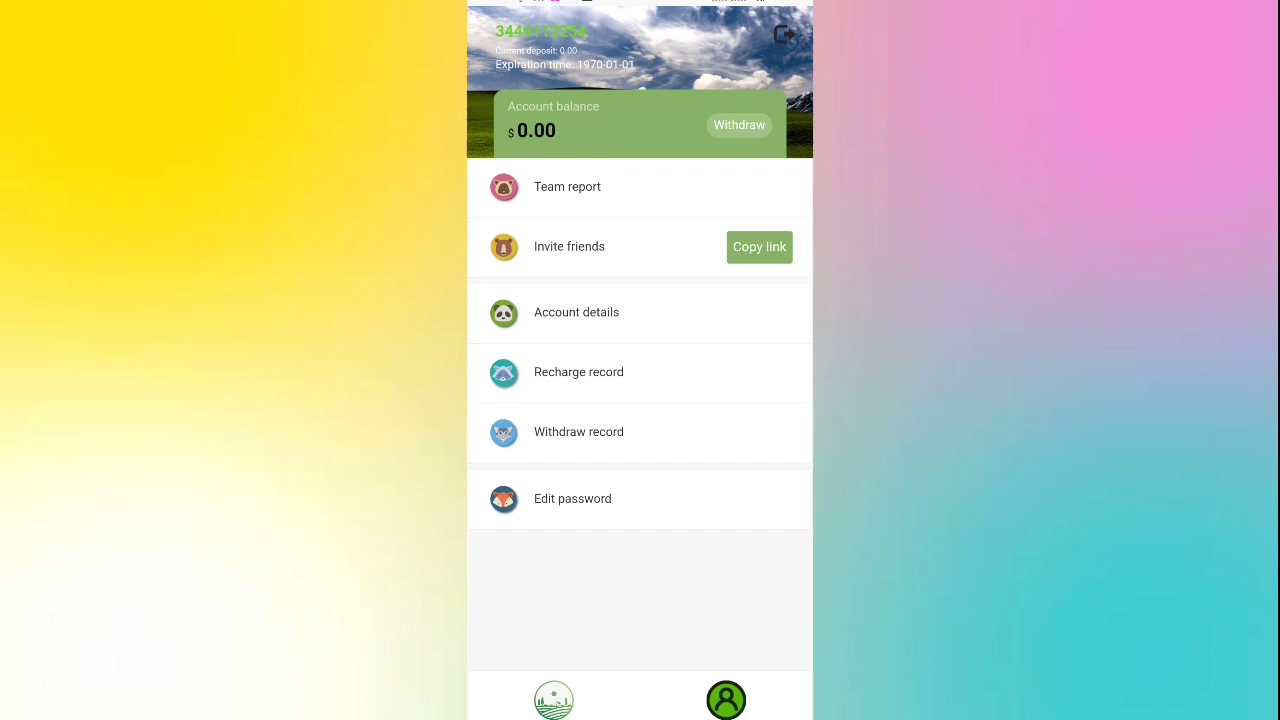 3449112254
Current deposit: 0.00
Expiration time: 1970-01-01
Account balance
$ 0.00
Withdraw
Team report
Invite friends
Copy link
Account details
Recharge record
Withdraw record
Edit password